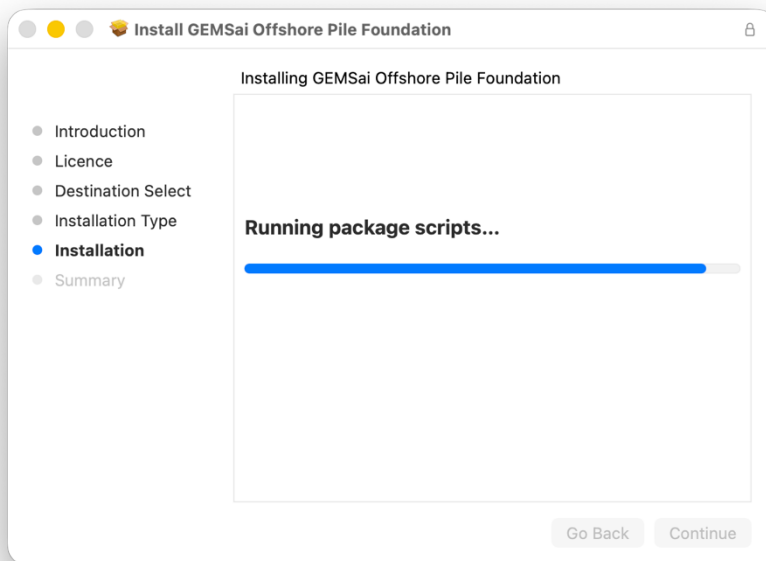 Install GEMSai Offshore Pile Foundation
Installing GEMSai Offshore Pile Foundation
Introduction
Licence
Destination Select
Installation Type
Installation
Summary
Running package scripts...
Go Back
Continue